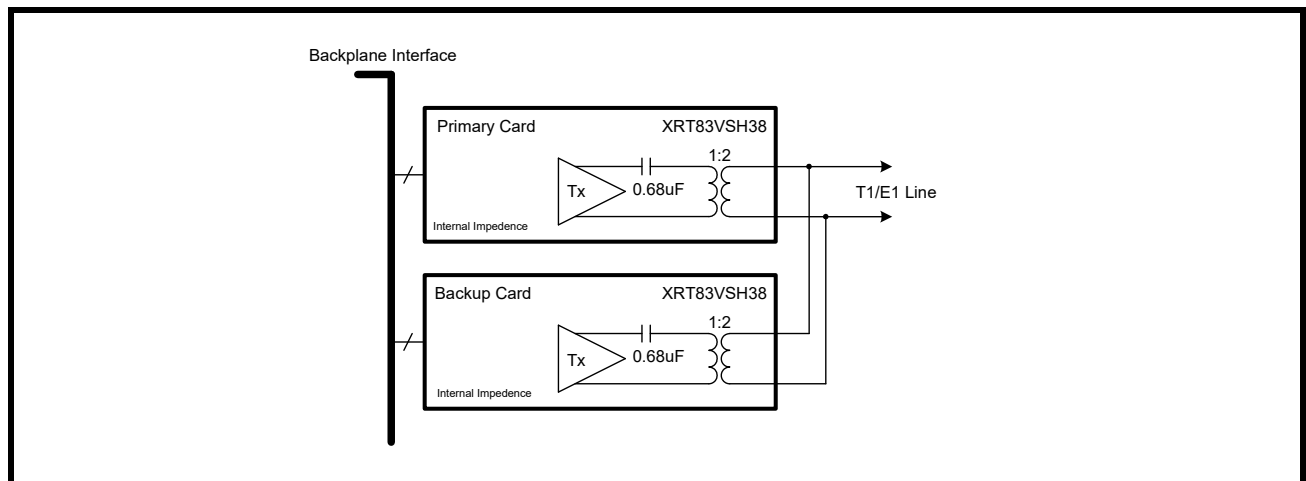 Backplane Interface
Primary Card
XRT83VSH38
1:2
Tx
0.68uF
Internal Impedence
T1/E1 Line
Backup Card
XRT83VSH38
1:2
Tx
0.68uF
Internal Impedence